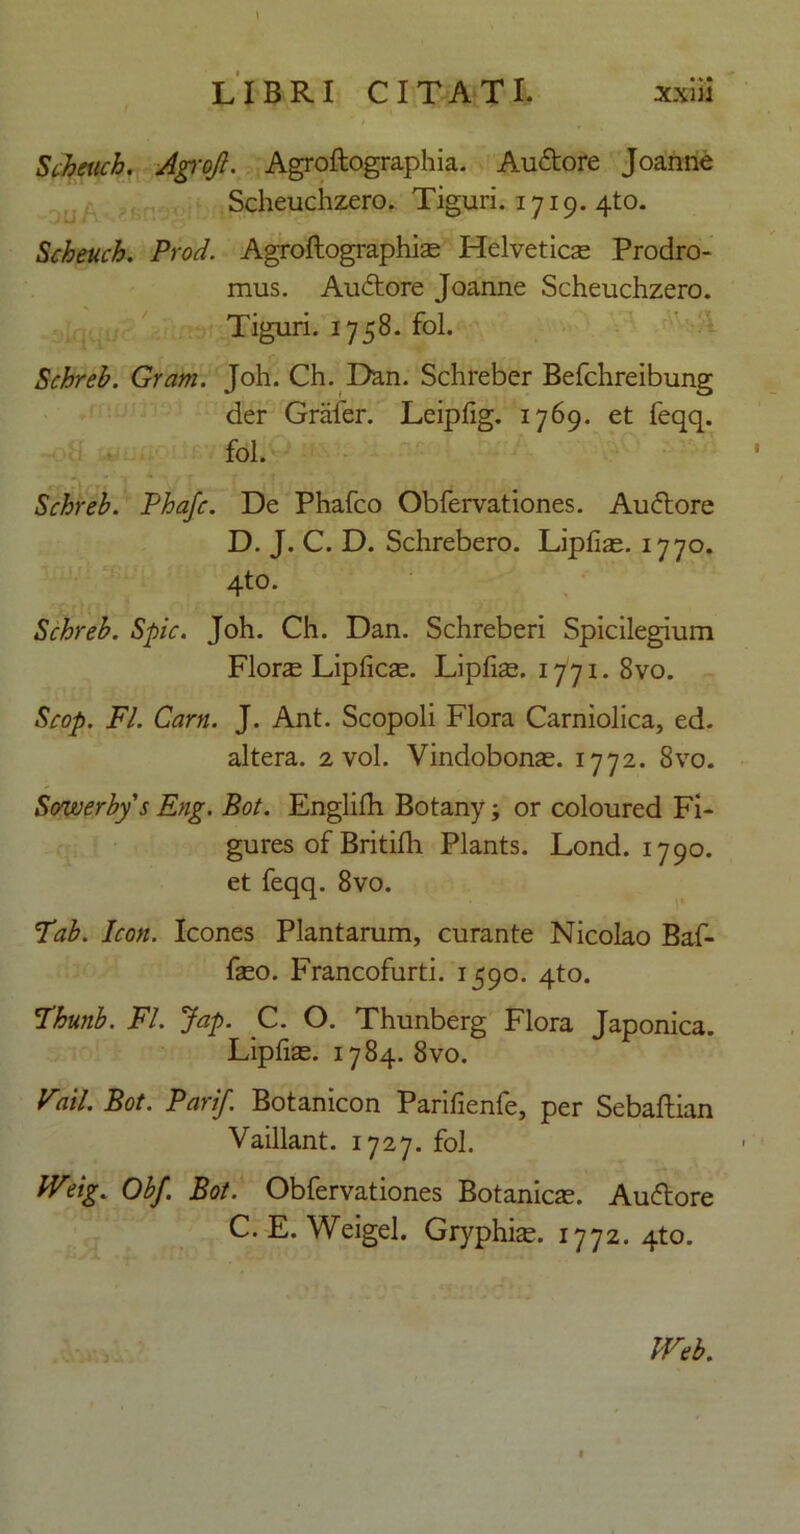 LIBRI CITATI. xxiii
Scheuch. Agroſt. Agroſtographia. Auctore Joanne
Scheuchzero. Tiguri. 1719. 4to.
Scheuch. Prod. Agroſtographiæ Helveticæ Prodro-
mus. Auctore Joanne Scheuchzero.
Tiguri. 1758. fol.
Schreb. Gram. Joh. Ch. Dan. Schreber Beſchreibung
der Gräſer. Leipſig. 1769. et ſeqq.
fol.
Schreb. Phaſc. De Phaſco Obſervationes. Auctore
D. J. C. D. Schrebero. Lipſiæ. 1770.
4to.
Schreb. Spic. Joh. Ch. Dan. Schreberi Spicilegium
Floræ Lipſicæ. Lipſiæ. 1771. 8vo.
Scop. Fl. Carn. J. Ant. Scopoli Flora Carniolica, ed.
altera. 2 vol. Vindobonæ. 1772. 8vo.
Sowerby's Eng. Bot. Engliſh Botany; or coloured Fi-
gures of Britiſh Plants. Lond. 1790.
et ſeqq. 8vo.
Tab. Icon. Icones Plantarum, curante Nicolao Baſ-
ſæo. Francofurti. 1590. 4to.
Thunb. Fl. Jap. C. O. Thunberg Flora Japonica.
Lipſiæ. 1784. 8vo.
Vail. Bot. Pariſ. Botanicon Pariſienſe, per Sebaſtian
Vaillant. 1727. fol.
Weig. Obſ. Bot. Obſervationes Botanicæ. Auctore
C. E. Weigel. Gryphiæ. 1772. 4to.
Web.